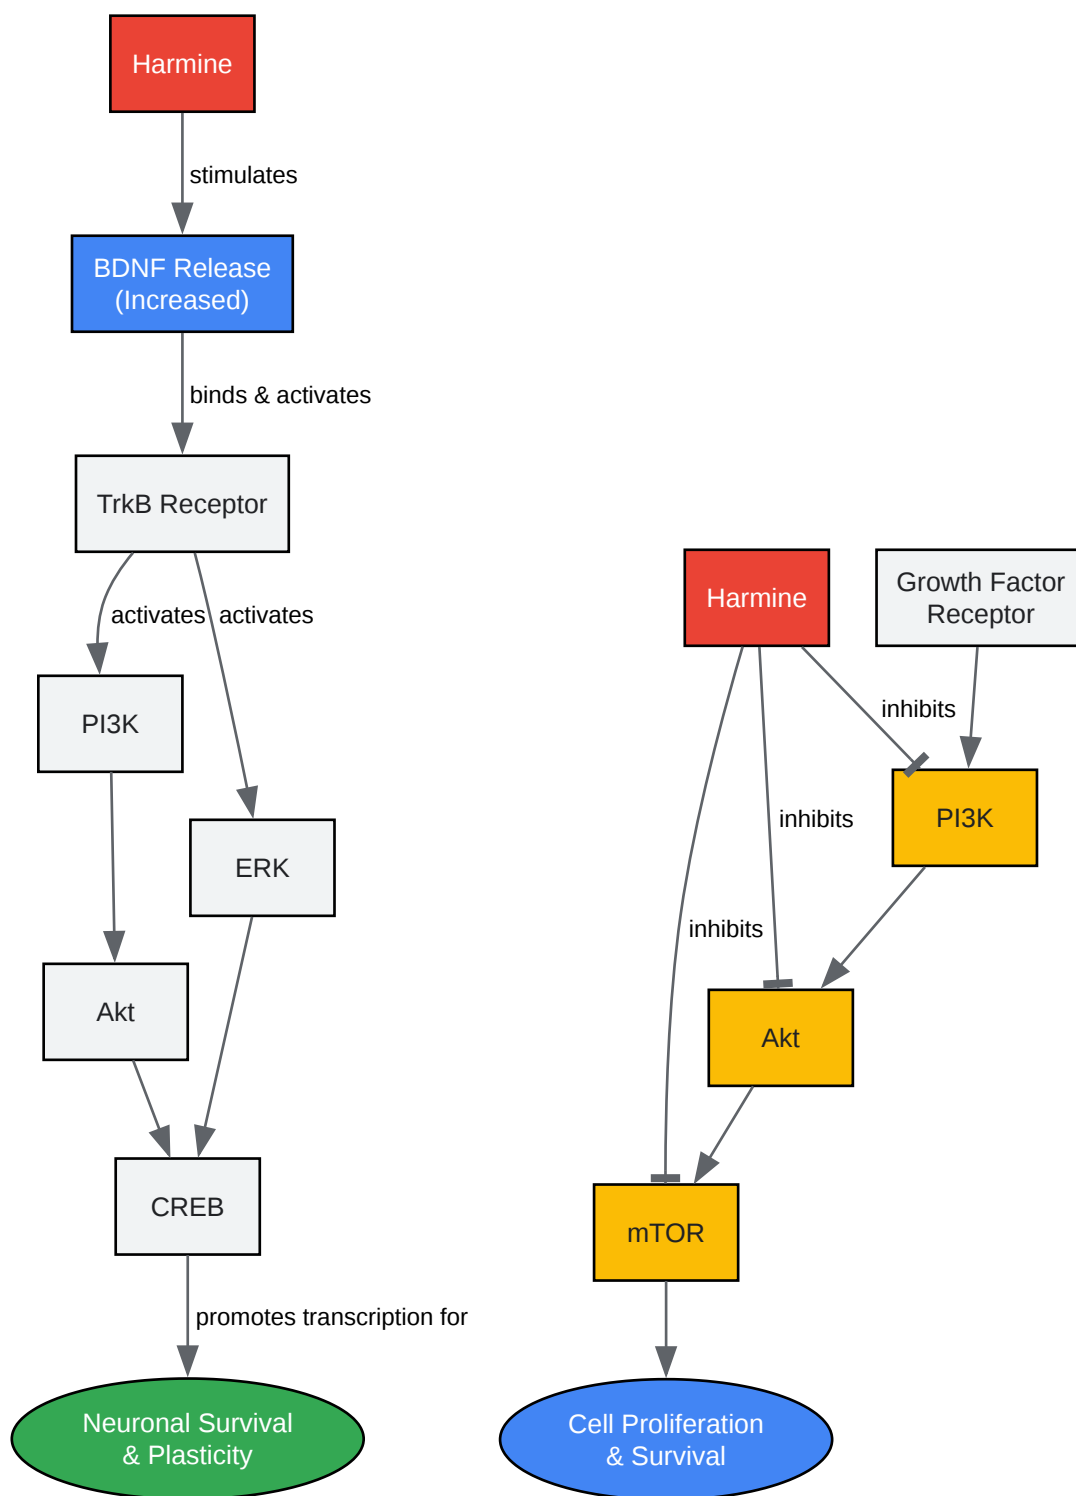 Harmine
stimulates
BDNF Release
(Increased)
binds & activates
TrkB Receptor
activates
activates
PI3K
ERK
Akt
CREB
promotes transcription for
Neuronal Survival
& Plasticity
Harmine
Growth Factor
Receptor
inhibits
inhibits
inhibits
PI3K
Akt
mTOR
Cell Proliferation
& Survival